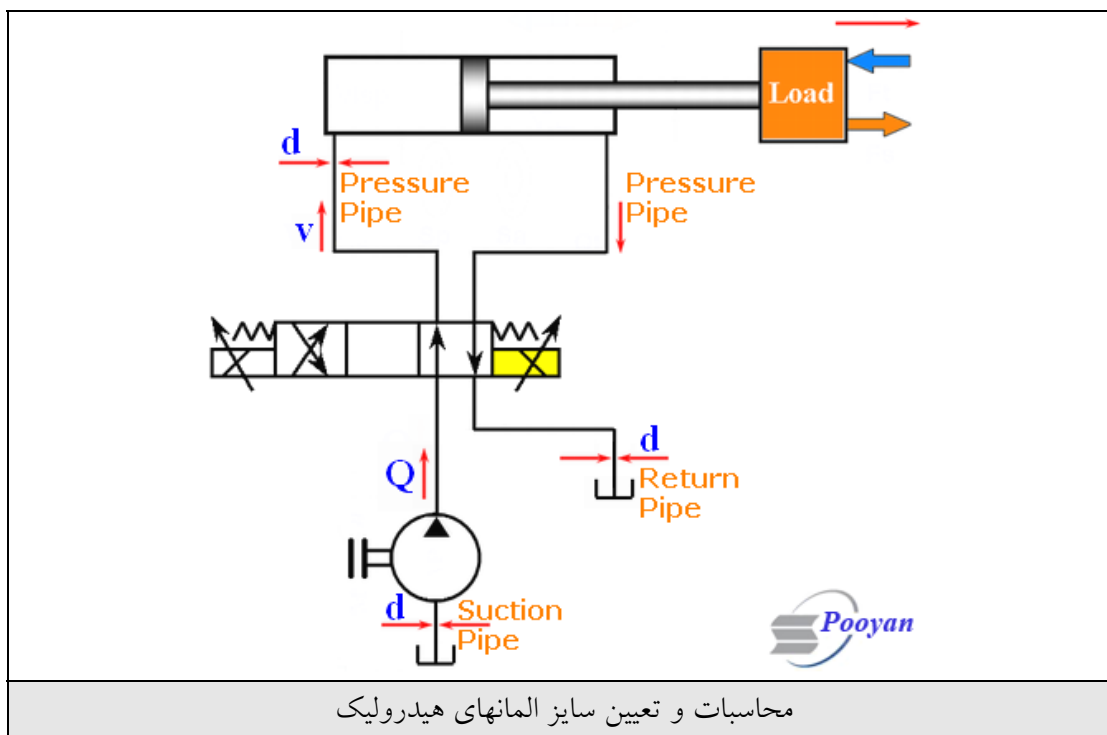 Load
d
Pressure
Pipe
v
Pressure
Pipe
Q
d
Return
Pipe
d
Suction
Pipe
Pooyan
محاسبات و تعیین سایز المانهای هیدرولیک